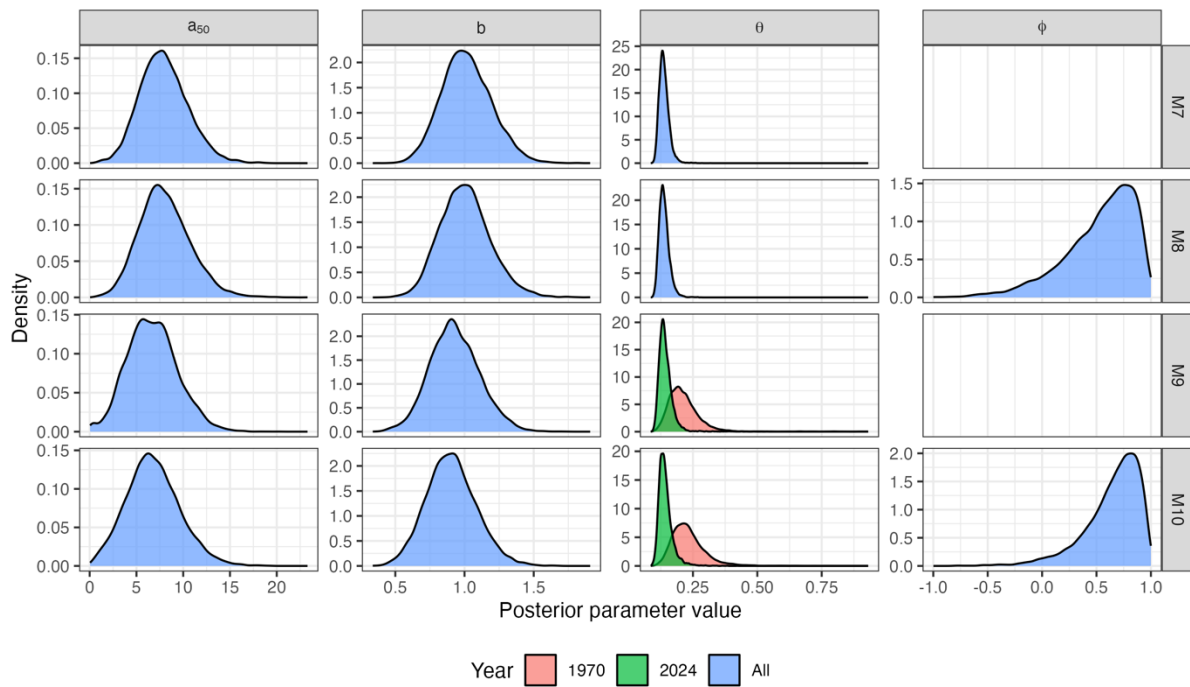 a₅₀ b θ ϕ
0.15 0.10 0.05 0.00 2.0 1.5 1.0 0.5 0.0 25 20 15 10 5 0 M7
0.15 0.10 0.05 0.00 2.0 1.5 1.0 0.5 0.0 20 15 10 5 0 1.5 1.0 0.5 0.0 M8
0.15 0.10 0.05 0.00 2.0 1.5 1.0 0.5 0.0 20 15 10 5 0 M9
0.15 0.10 0.05 0.00 2.0 1.5 1.0 0.5 0.0 20 15 10 5 0 2.0 1.5 1.0 0.5 0.0 M10
Density
0 5 10 15 20 0.5 1.0 1.5 0.25 0.50 0.75 -1.0 -0.5 0.0 0.5 1.0
Posterior parameter value
Year 1970 2024 All